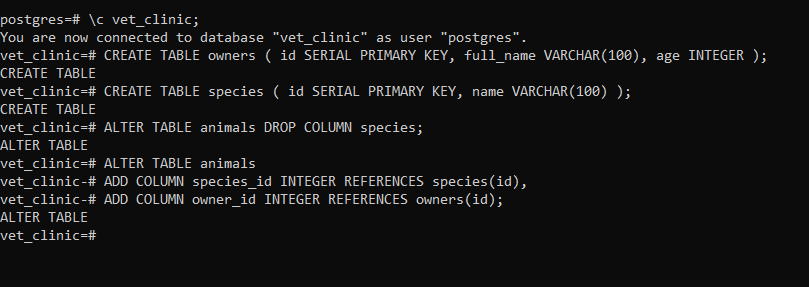 postgres=# \c vet_clinic;
You are now connected to database "vet_clinic" as user "postgres".
vet_clinic=# CREATE TABLE owners ( id SERIAL PRIMARY KEY, full_name VARCHAR(100), age INTEGER );
CREATE TABLE
vet_clinic=# CREATE TABLE species ( id SERIAL PRIMARY KEY, name VARCHAR(100) );
CREATE TABLE
vet_clinic=# ALTER TABLE animals DROP COLUMN species;
ALTER TABLE
vet_clinic=# ALTER TABLE animals
vet_clinic-# ADD COLUMN species_id INTEGER REFERENCES species(id),
vet_clinic-# ADD COLUMN owner_id INTEGER REFERENCES owners(id);
ALTER TABLE
vet_clinic=#